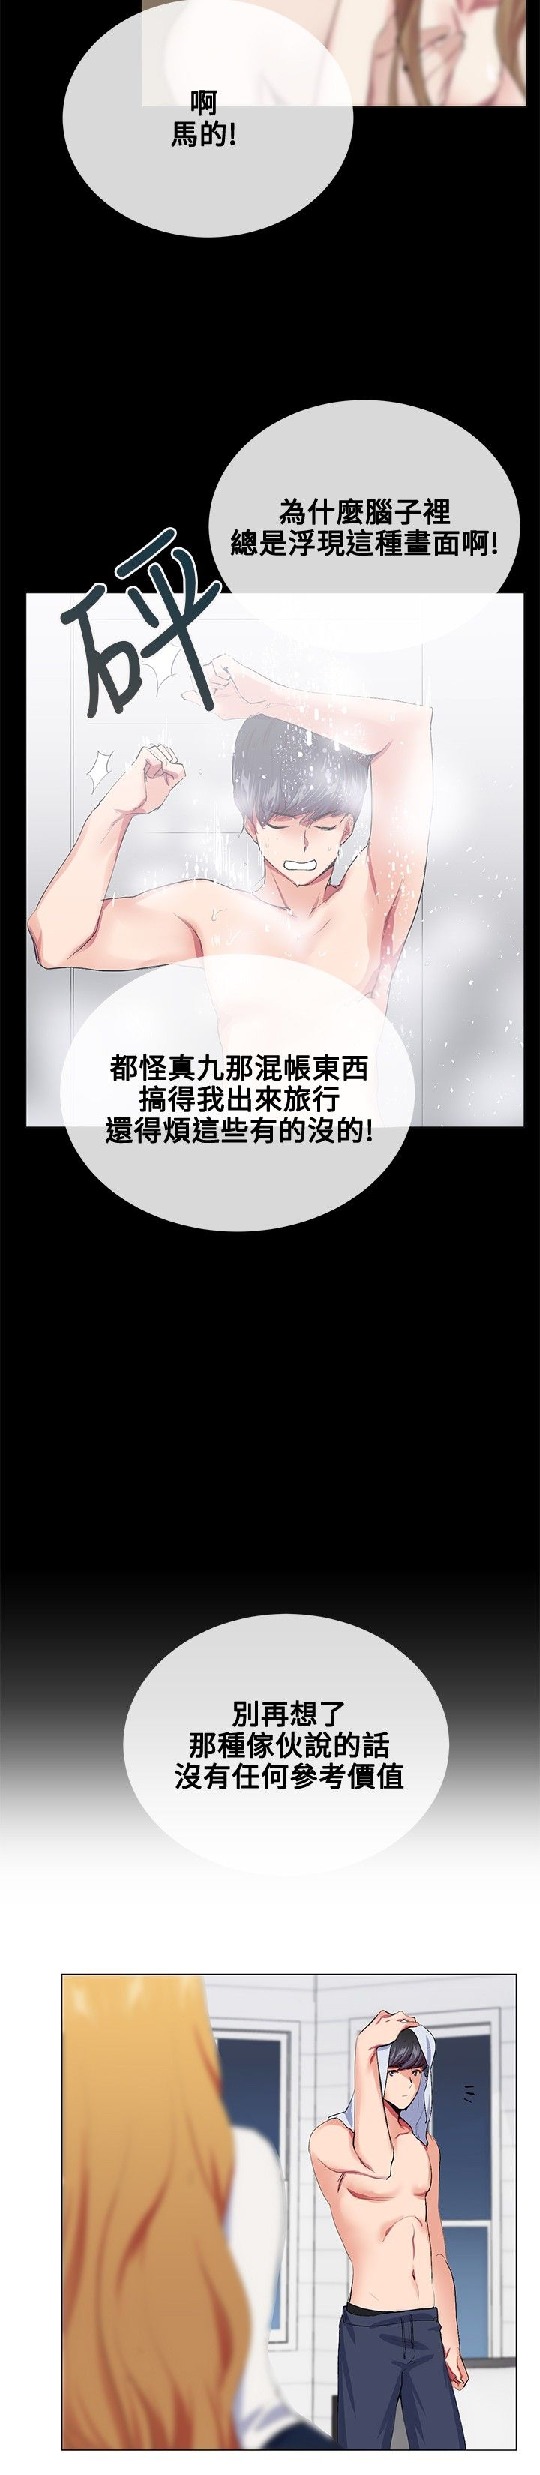 啊
馬的!
為什麼腦子裡
總是浮現這種畫面啊!
砰
都怪真九那混帳東西
搞得我出來旅行
還得煩這些有的沒的!
別再想了
那種傢伙說的話
沒有任何參考價值